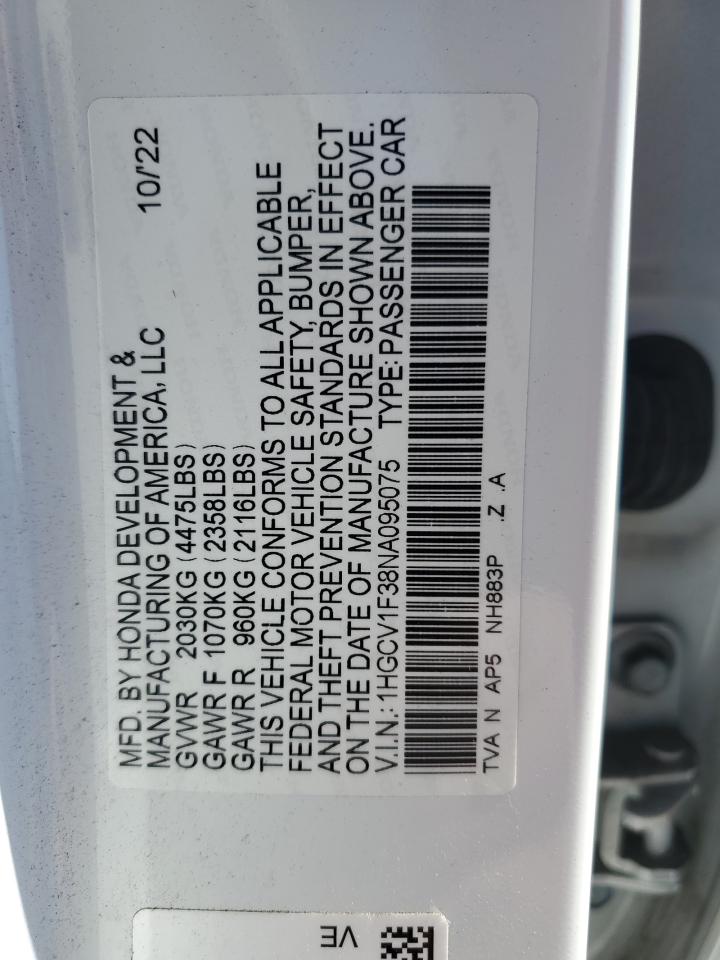 MFD. BY HONDA DEVELOPMENT &
MANUFACTURING OF AMERICA, LLC 10/'22
GVWR 2030KG (4475LBS)
GAWR F 1070KG (2358LBS)
GAWR R 960KG (2116LBS)
THIS VEHICLE CONFORMS TO ALL APPLICABLE
FEDERAL MOTOR VEHICLE SAFETY, BUMPER,
AND THEFT PREVENTION STANDARDS IN EFFECT
ON THE DATE OF MANUFACTURE SHOWN ABOVE.
V.I.N.: 1HGCV1F38NA095075 TYPE: PASSENGER CAR
TVA N AP5 NH883P .Z .A
VE